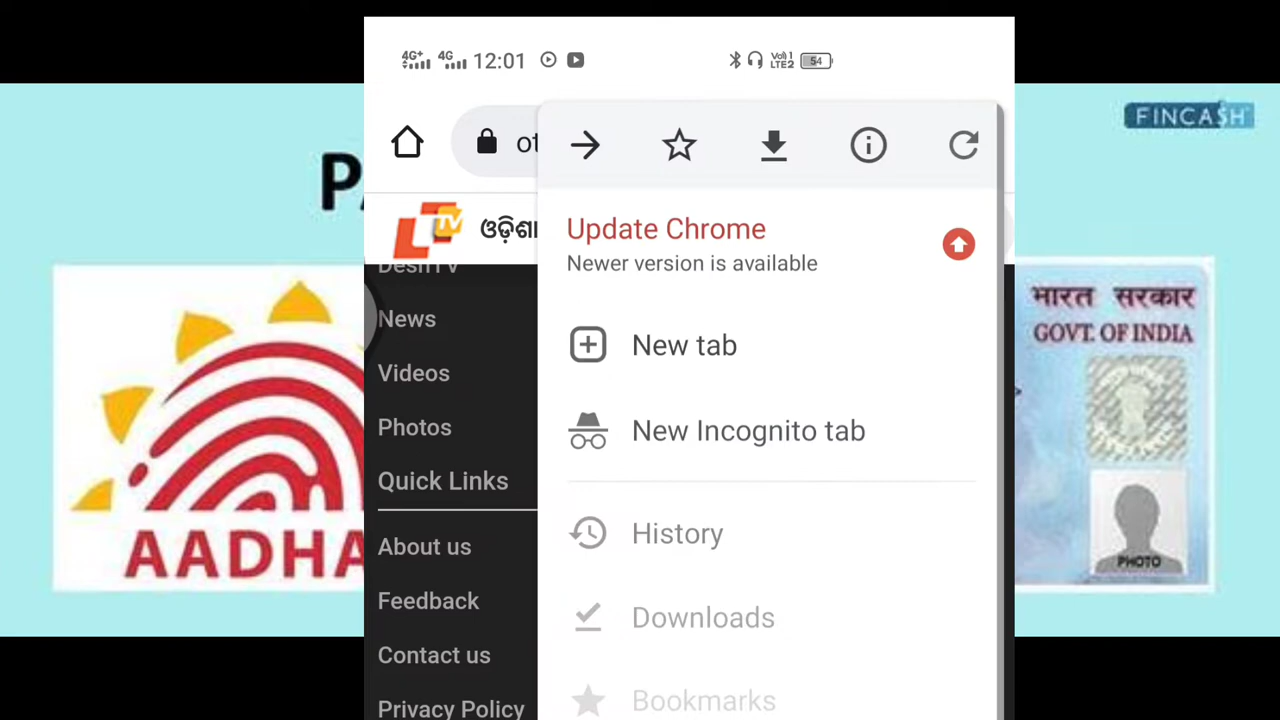 FINCASH
4G+ 4G 12:01 Vo))1 LTE2 54
ot
TV
ଓଡ଼ିଶା
Update Chrome
Newer version is available
News
New tab
Videos
Photos
New Incognito tab
Quick Links
History
About us
Feedback
Downloads
Contact us
Bookmarks
Privacy Policy
AADHA
भारत सरकार
GOVT. OF INDIA
PHOTO